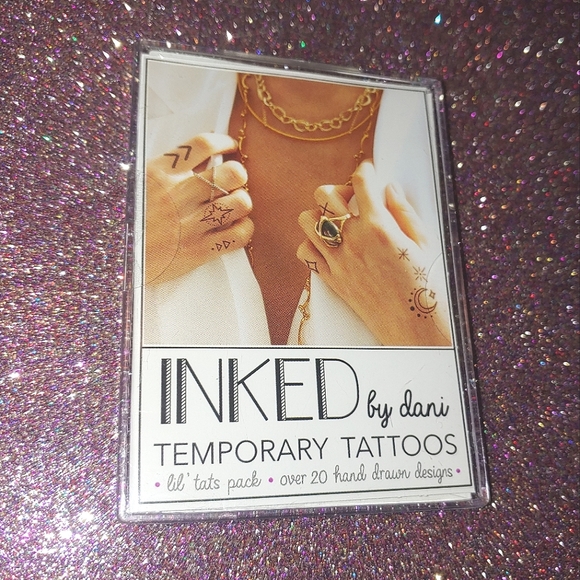 INKED by dani
TEMPORARY TATTOOS
• lil' tats pack • over 20 hand drawn designs •